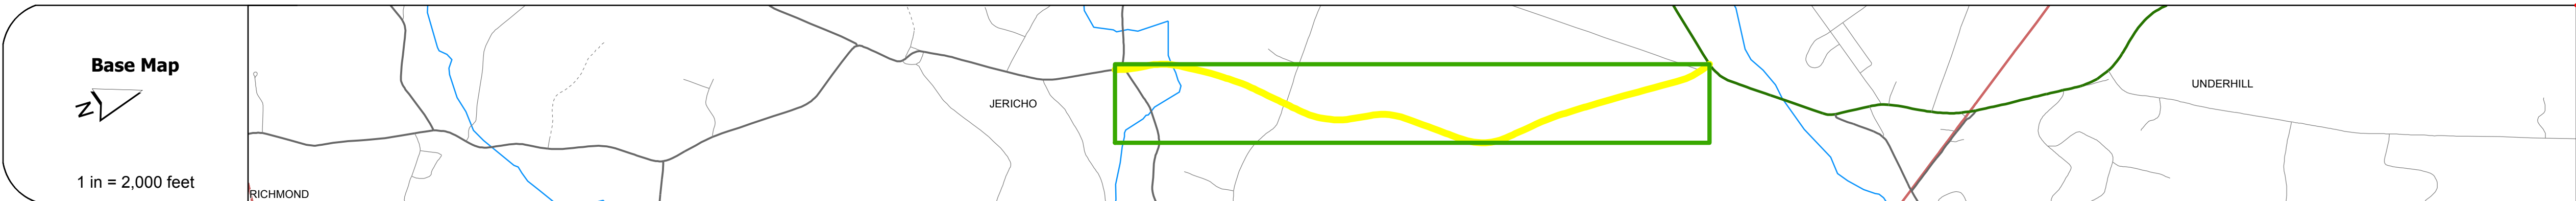 Base Map
N
1 in = 2,000 feet
RICHMOND
JERICHO
UNDERHILL